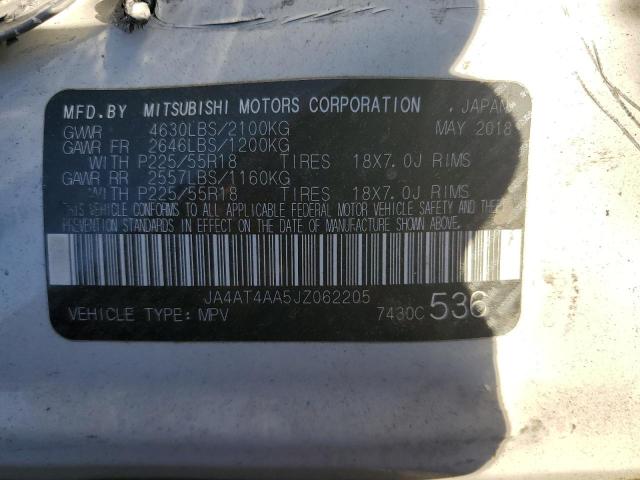 MFD.BY MITSUBISHI MOTORS CORPORATION , JAPAN
GVWR 4630LBS/2100KG MAY 2018
GAWR FR 2646LBS/1200KG
WITH P225/55R18 TIRES 18X7.0J RIMS
GAWR RR 2557LBS/1160KG
WITH P225/55R18 TIRES 18X7.0J RIMS
THIS VEHICLE CONFORMS TO ALL APPLICABLE FEDERAL MOTOR VEHICLE SAFETY AND THEFT
PREVENTION STANDARDS IN EFFECT ON THE DATE OF MANUFACTURE SHOWN ABOVE.
JA4AT4AA5JZ062205
VEHICLE TYPE: MPV 7430C 536